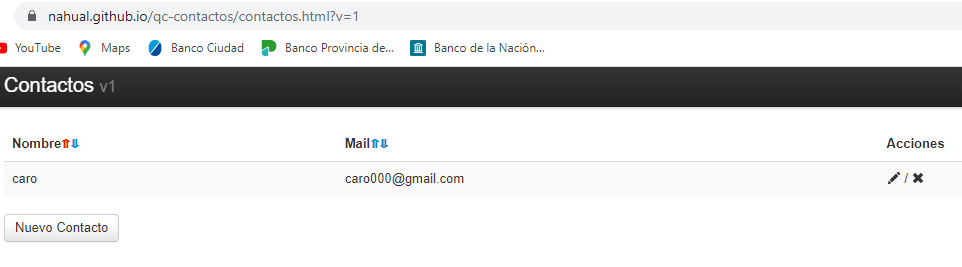 nahual.github.io/qc-contactos/contactos.html?v=1
YouTube Maps Banco Ciudad Banco Provincia de... Banco de la Nación...
Contactos v1
Nombre⇑⇓ Mail⇑⇓ Acciones
caro caro000@gmail.com /
Nuevo Contacto